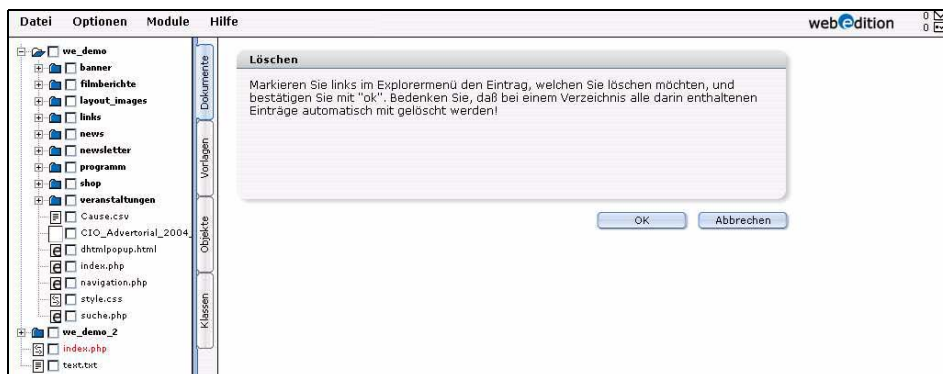 Datei Optionen Module Hilfe
webedition
0
0
we_demo
banner
filmberichte
layout_images
links
news
newsletter
programm
shop
veranstaltungen
Cause.csv
CIO_Advertorial_2004_
dhtmlpopup.html
index.php
navigation.php
style.css
suche.php
we_demo_2
index.php
text.txt
Dokumente
Vorlagen
Objekte
Klassen
Löschen
Markieren Sie links im Explorermenü den Eintrag, welchen Sie löschen möchten, und
bestätigen Sie mit "ok". Bedenken Sie, daß bei einem Verzeichnis alle darin enthaltenen
Einträge automatisch mit gelöscht werden!
OK Abbrechen